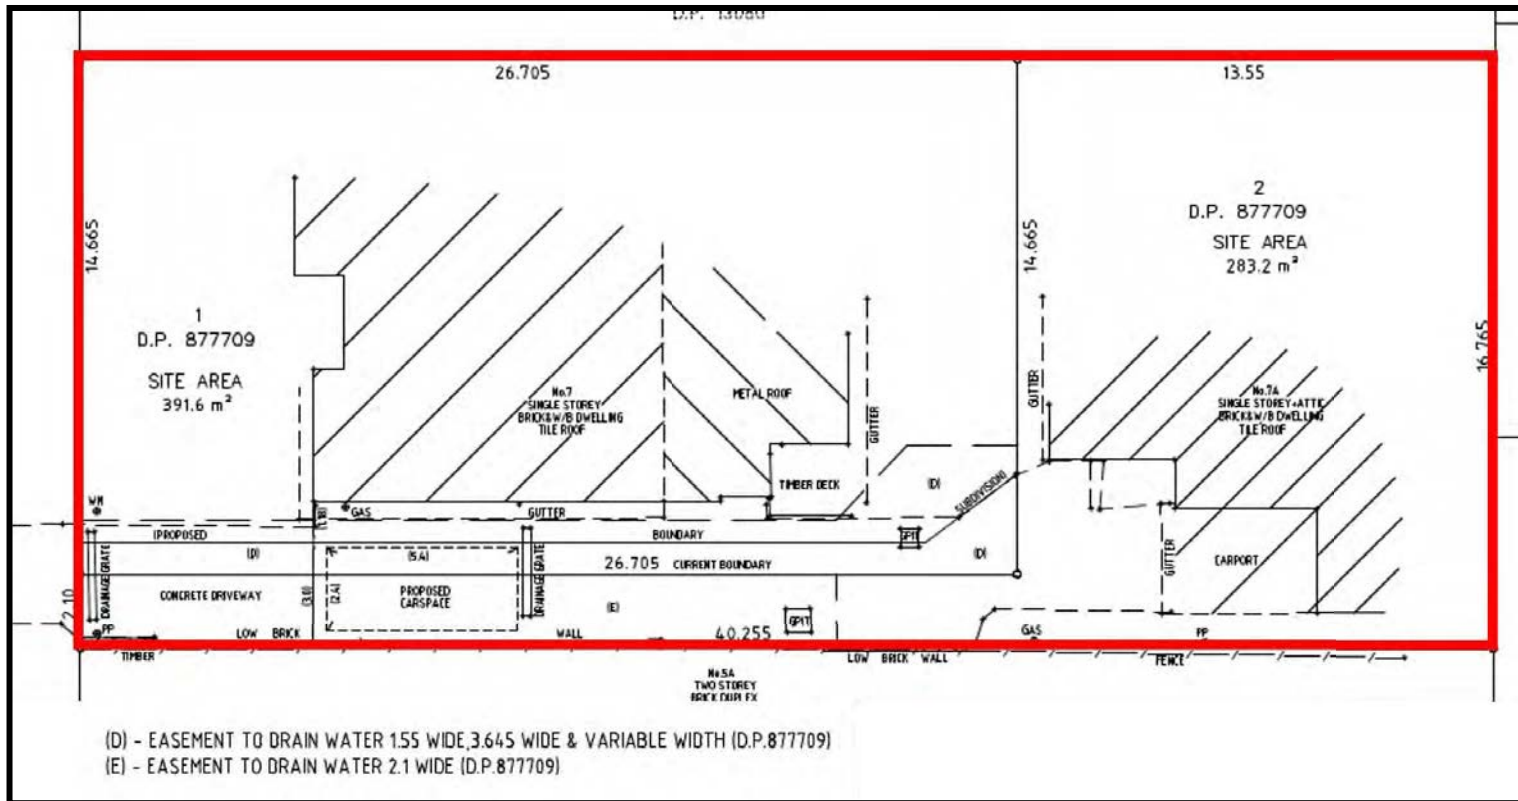 D.P. 13080
26.705
13.55
14.665
14.665
16.765
2
D.P. 877709
SITE AREA
283.2 m²
1
D.P. 877709
SITE AREA
391.6 m²
No.7
SINGLE STOREY
BRICK&W/B DWELLING
TILE ROOF
METAL ROOF
GUTTER
GUTTER
No.7A
SINGLE STOREY+ATTIC
BRICK&W/B DWELLING
TILE ROOF
TIMBER DECK
(D)
SUBDIVISION)
WM
GAS
GUTTER
(PROPOSED
BOUNDARY
GPIT
(D)
(5.4)
26.705 CURRENT BOUNDARY
(D)
GUTTER
CARPORT
DRAINAGE GRATE
CONCRETE DRIVEWAY
(3.0)
(2.4)
PROPOSED
CARSPACE
DRAINAGE GRATE
(E)
GPIT
2.10
PP
LOW BRICK
WALL
40.255
GAS
PP
TIMBER
LOW BRICK WALL
FENCE
No.5A
TWO STOREY
BRICK DUPLEX
(D) - EASEMENT TO DRAIN WATER 1.55 WIDE,3.645 WIDE & VARIABLE WIDTH (D.P.877709)
(E) - EASEMENT TO DRAIN WATER 2.1 WIDE (D.P.877709)